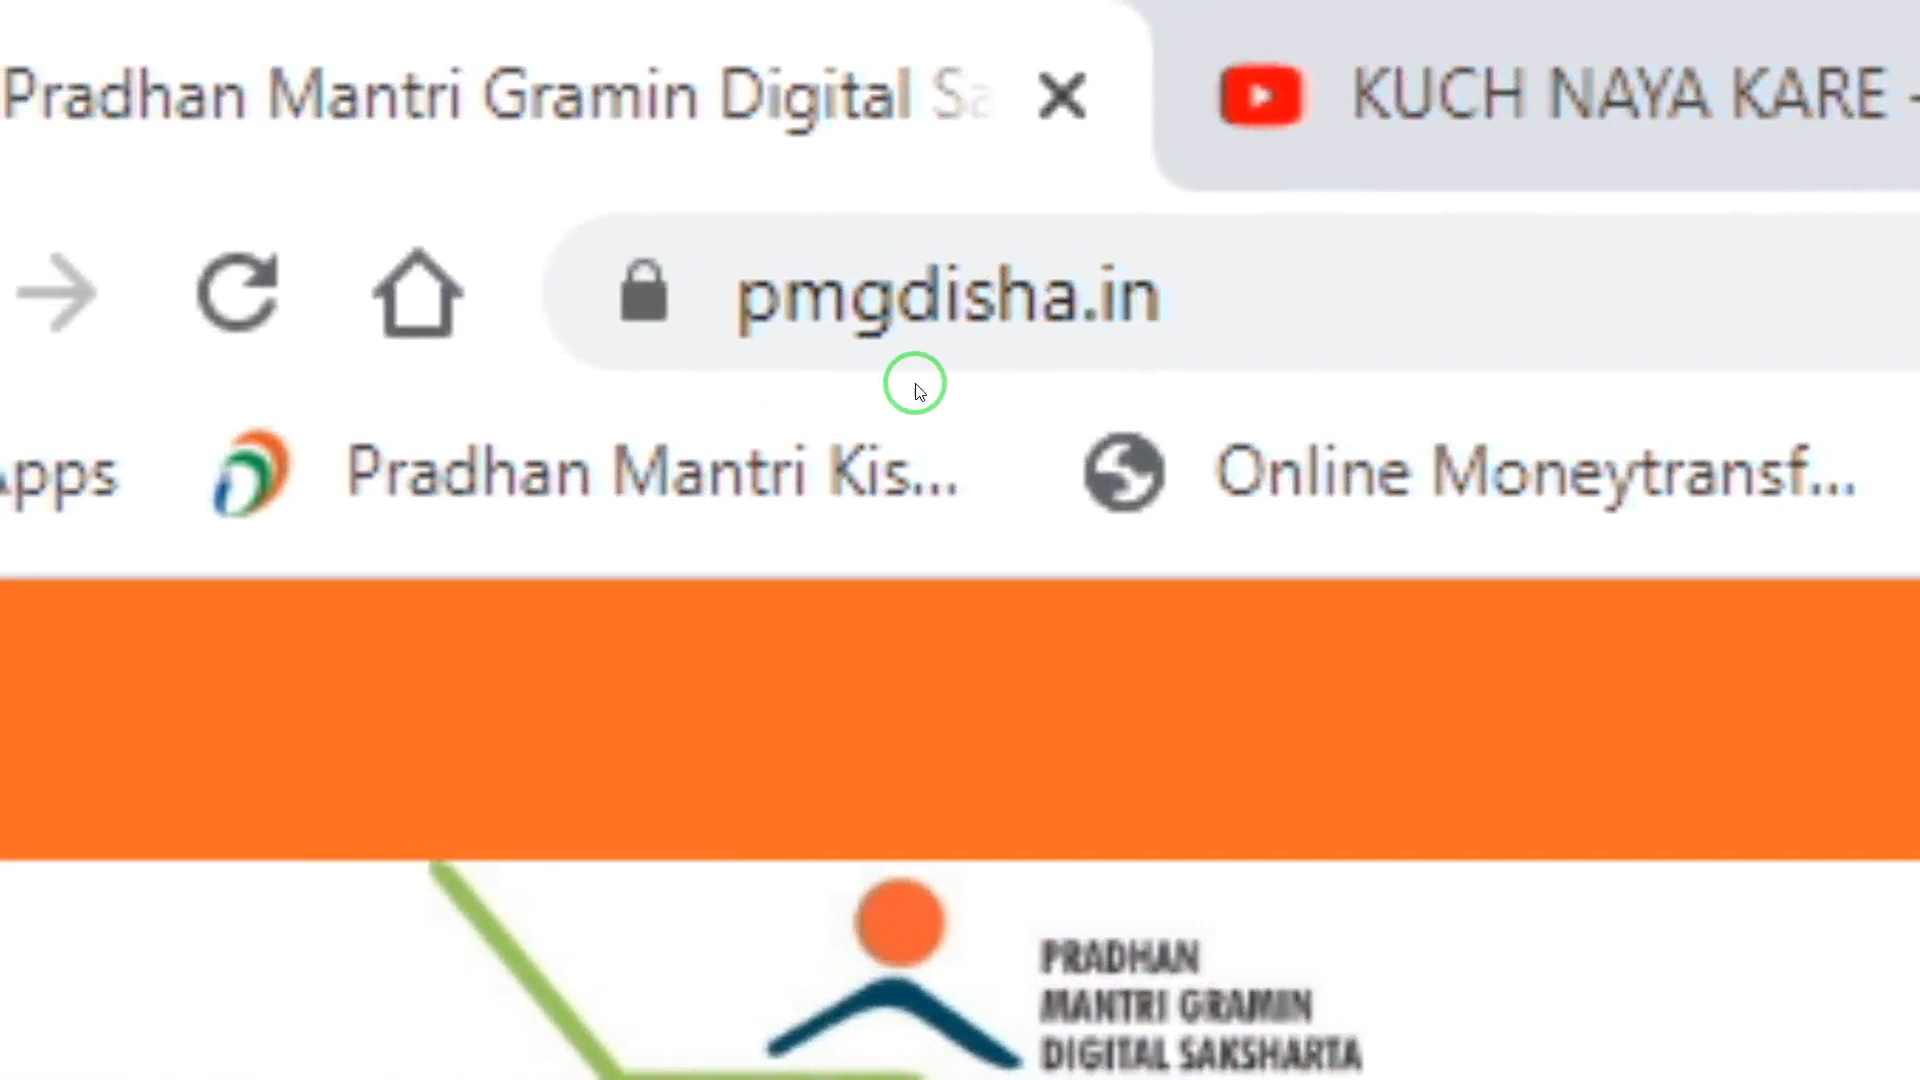 Pradhan Mantri Gramin Digital Sa
KUCH NAYA KARE -
pmgdisha.in
Apps
Pradhan Mantri Kis...
Online Moneytransf...
PRADHAN
MANTRI GRAMIN
DIGITAL SAKSHARTA